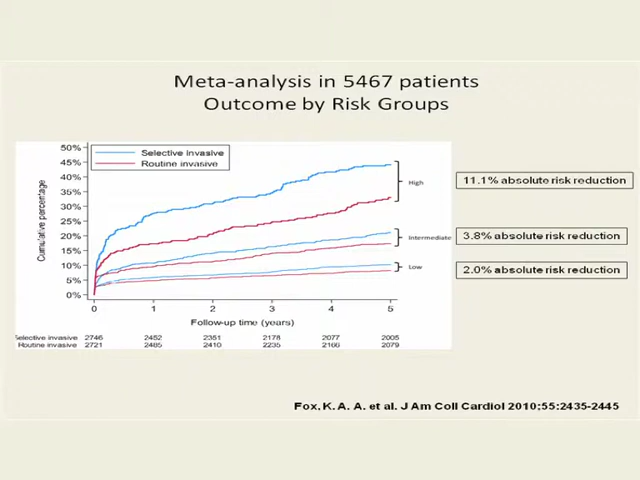 Meta-analysis in 5467 patients
Outcome by Risk Groups
Selective invasive
Routine invasive
50%
45%
40%
35%
30%
25%
20%
15%
10%
5%
0%
Cumulative percentage
High
Intermediate
Low
11.1% absolute risk reduction
3.8% absolute risk reduction
2.0% absolute risk reduction
0 1 2 3 4 5
Follow-up time (years)
Selective invasive 2746 2452 2351 2178 2077 2005
Routine invasive 2721 2485 2410 2235 2166 2079
Fox, K. A. A. et al. J Am Coll Cardiol 2010;55:2435-2445